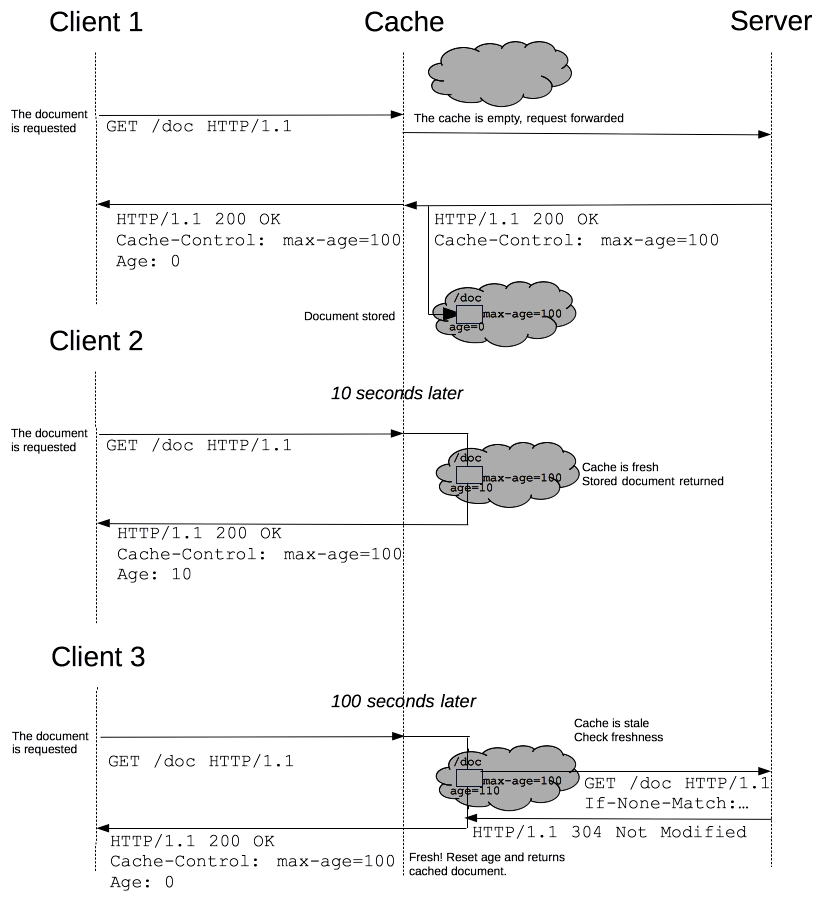 Client 1
Cache
Server
The document
is requested
GET /doc HTTP/1.1
The cache is empty, request forwarded
HTTP/1.1 200 OK
Cache-Control: max-age=100
Age: 0
HTTP/1.1 200 OK
Cache-Control: max-age=100
Document stored
/doc
max-age=100
age=0
Client 2
10 seconds later
The document
is requested
GET /doc HTTP/1.1
/doc
max-age=100
age=10
Cache is fresh
Stored document returned
HTTP/1.1 200 OK
Cache-Control: max-age=100
Age: 10
Client 3
100 seconds later
The document
is requested
GET /doc HTTP/1.1
Cache is stale
Check freshness
/doc
max-age=100
age=110
GET /doc HTTP/1.1
If-None-Match:…
HTTP/1.1 304 Not Modified
HTTP/1.1 200 OK
Cache-Control: max-age=100
Age: 0
Fresh! Reset age and returns
cached document.